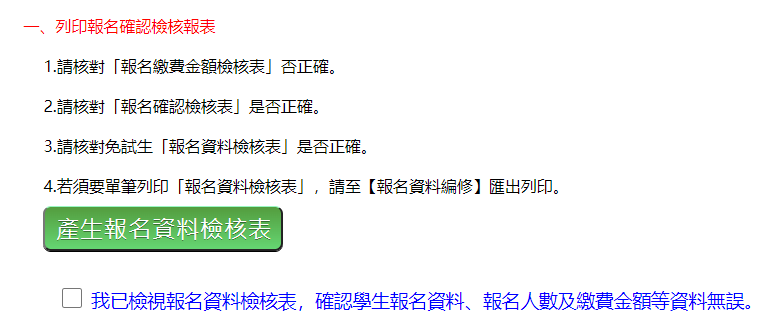 一、列印報名確認檢核報表
1.請核對「報名繳費金額檢核表」否正確。
2.請核對「報名確認檢核表」是否正確。
3.請核對免試生「報名資料檢核表」是否正確。
4.若須要單筆列印「報名資料檢核表」，請至【報名資料編修】匯出列印。
產生報名資料檢核表
我已檢視報名資料檢核表，確認學生報名資料、報名人數及繳費金額等資料無誤。